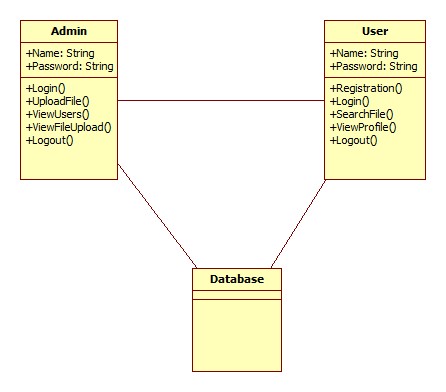 Admin
+Name: String
+Password: String
+Login()
+UploadFile()
+ViewUsers()
+ViewFileUpload()
+Logout()
User
+Name: String
+Password: String
+Registration()
+Login()
+SearchFile()
+ViewProfile()
+Logout()
Database